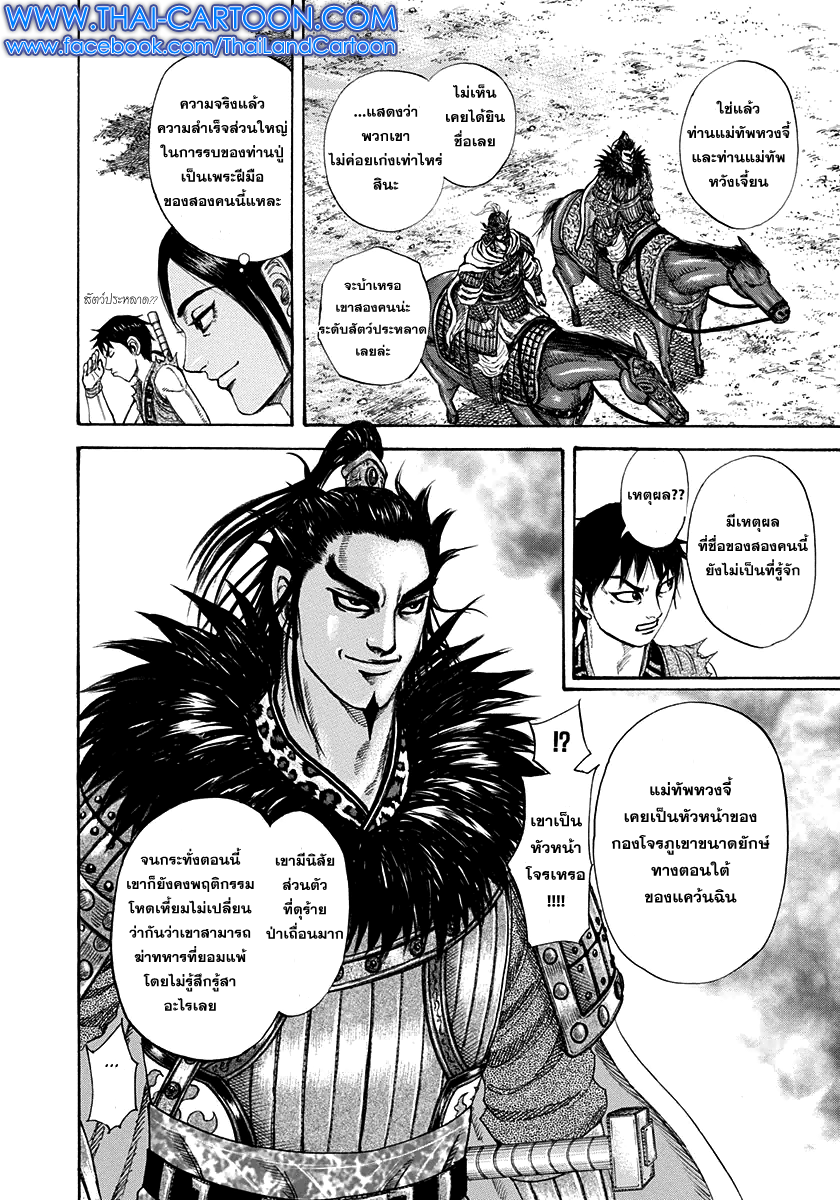 WWW.THAI-CARTOON.COM
www.facebook.com/ThaiLandCartoon
ใช่แล้ว
ท่านแม่ทัพหวงจี้
และท่านแม่ทัพ
หวังเจี้ยน
ไม่เห็น
เคยได้ยิน
ชื่อเลย
...แสดงว่า
พวกเขา
ไม่ค่อยเก่งเท่าไหร่
สินะ
จะบ้าเหรอ
เขาสองคนน่ะ
ระดับสัตว์ประหลาด
เลยล่ะ
ความจริงแล้ว
ความสำเร็จส่วนใหญ่
ในการรบของท่านปู่
เป็นเพระฝีมือ
ของสองคนนี้แหละ
สัตว์ประหลาด??
มีเหตุผล
ที่ชื่อของสองคนนี้
ยังไม่เป็นที่รู้จัก
เหตุผล??
แม่ทัพหวงจี้
เคยเป็นหัวหน้าของ
กองโจรภูเขาขนาดยักษ์
ทางตอนใต้
ของแคว้นฉิน
!?
เขาเป็น
หัวหน้า
โจรเหรอ
!!!!
เขามีนิสัย
ส่วนตัว
ที่ดุร้าย
ป่าเถื่อนมาก
จนกระทั่งตอนนี้
เขาก็ยังคงพฤติกรรม
โหดเหี้ยมไม่เปลี่ยน
ว่ากันว่าเขาสามารถ
ฆ่าทหารที่ยอมแพ้
โดยไม่รู้สึกรู้สา
อะไรเลย
...